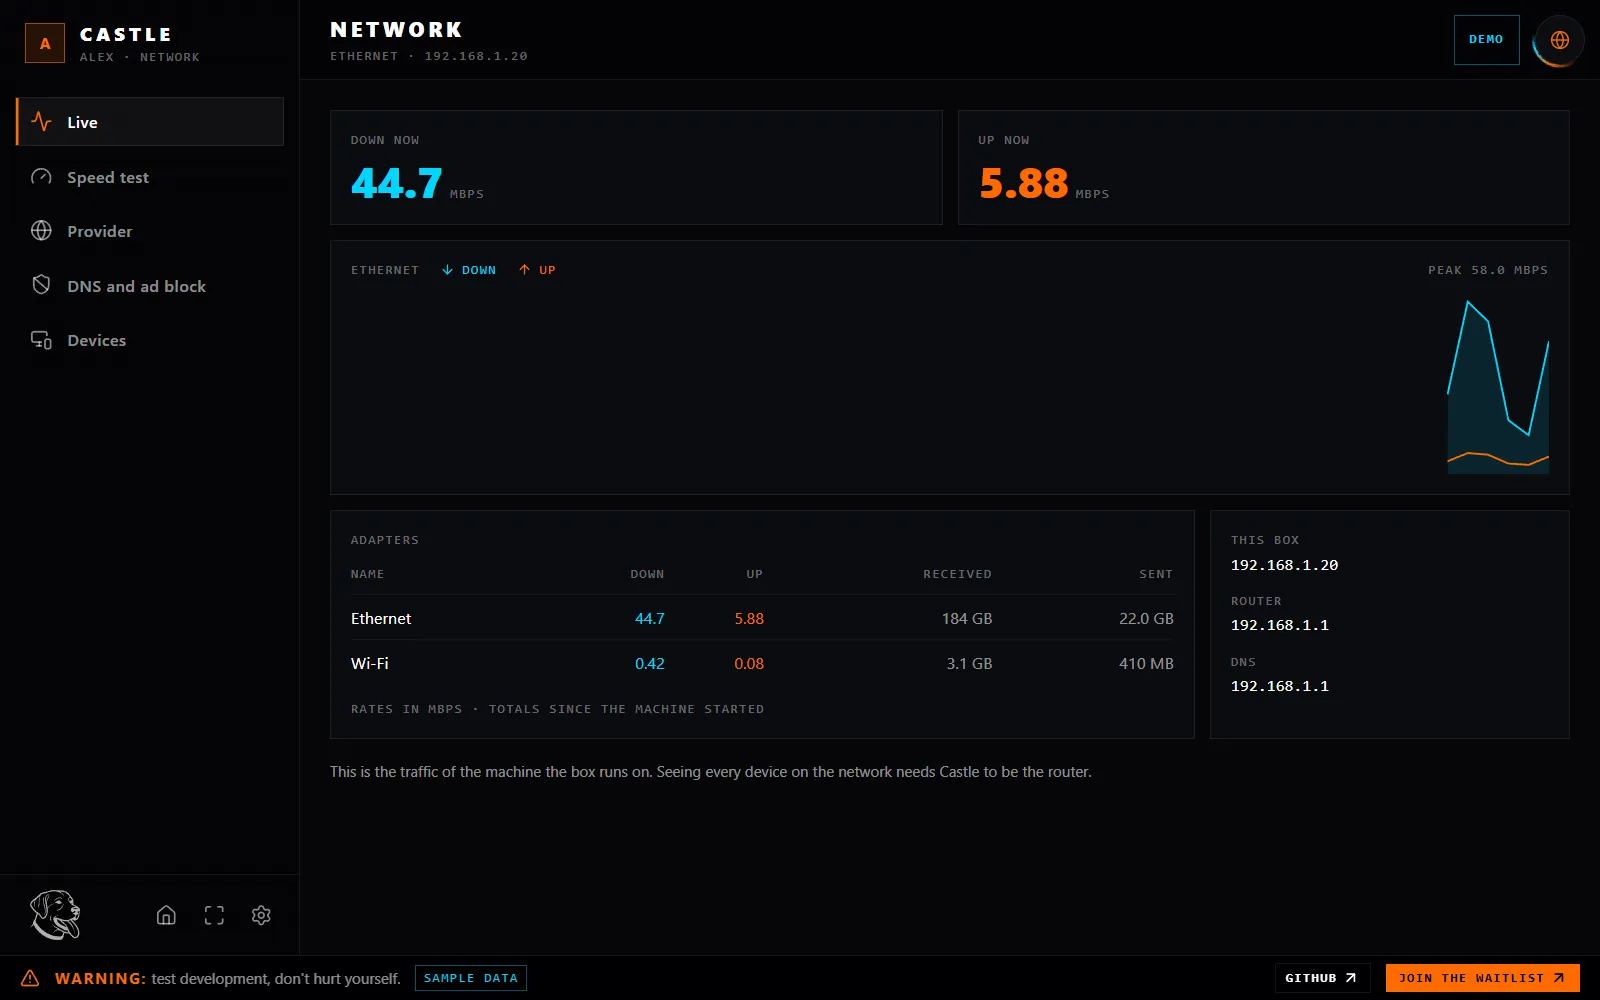 A
CASTLE
ALEX · NETWORK
Live
Speed test
Provider
DNS and ad block
Devices
NETWORK
ETHERNET · 192.168.1.20
DEMO
DOWN NOW
44.7 MBPS
UP NOW
5.88 MBPS
ETHERNET ↓ DOWN ↑ UP
PEAK 58.0 MBPS
ADAPTERS
NAME DOWN UP RECEIVED SENT
Ethernet 44.7 5.88 184 GB 22.0 GB
Wi-Fi 0.42 0.08 3.1 GB 410 MB
RATES IN MBPS · TOTALS SINCE THE MACHINE STARTED
THIS BOX
192.168.1.20
ROUTER
192.168.1.1
DNS
192.168.1.1
This is the traffic of the machine the box runs on. Seeing every device on the network needs Castle to be the router.
WARNING: test development, don't hurt yourself. SAMPLE DATA
GITHUB ↗
JOIN THE WAITLIST ↗